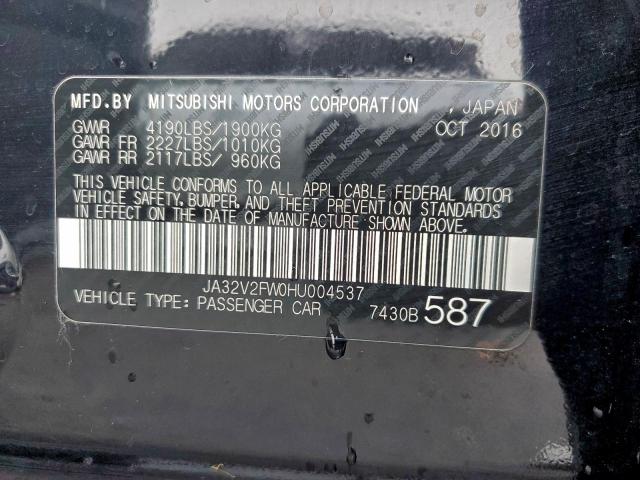 MFD.BY MITSUBISHI MOTORS CORPORATION , JAPAN
GVWR 4190LBS/1900KG OCT 2016
GAWR FR 2227LBS/1010KG
GAWR RR 2117LBS/ 960KG
THIS VEHICLE CONFORMS TO ALL APPLICABLE FEDERAL MOTOR
VEHICLE SAFETY, BUMPER, AND THEFT PREVENTION STANDARDS
IN EFFECT ON THE DATE OF MANUFACTURE SHOWN ABOVE.
JA32V2FW0HU004537
VEHICLE TYPE: PASSENGER CAR 7430B 587